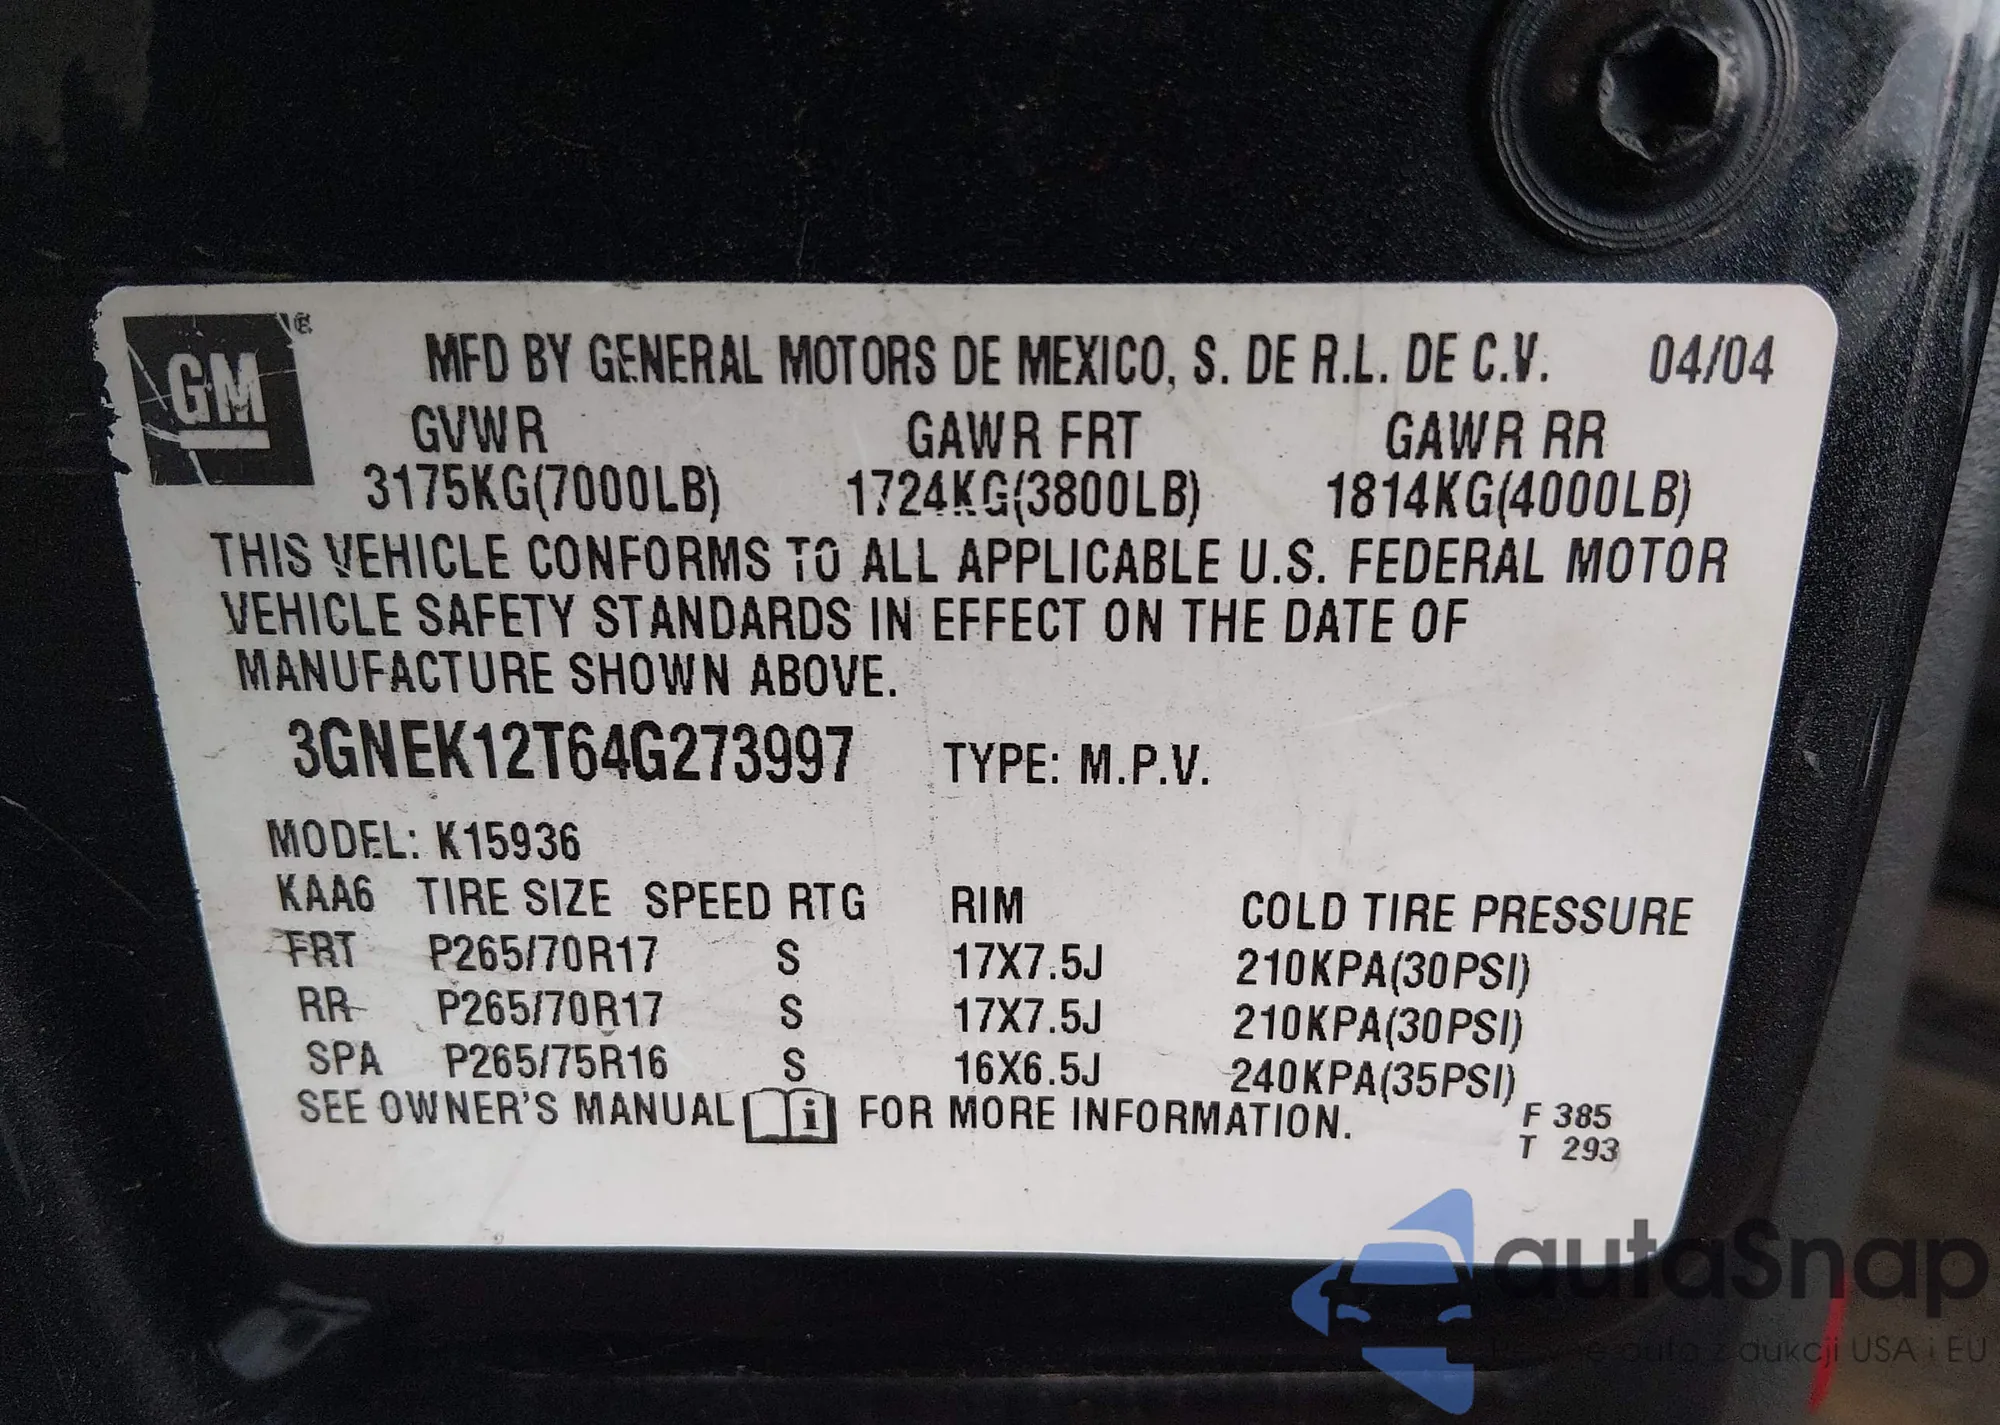 GM
MFD BY GENERAL MOTORS DE MEXICO, S. DE R.L. DE C.V. 04/04
GVWR GAWR FRT GAWR RR
3175KG(7000LB) 1724KG(3800LB) 1814KG(4000LB)
THIS VEHICLE CONFORMS TO ALL APPLICABLE U.S. FEDERAL MOTOR
VEHICLE SAFETY STANDARDS IN EFFECT ON THE DATE OF
MANUFACTURE SHOWN ABOVE.
3GNEK12T64G273997 TYPE: M.P.V.
MODEL: K15936
KAA6 TIRE SIZE SPEED RTG RIM COLD TIRE PRESSURE
FRT P265/70R17 S 17X7.5J 210KPA(30PSI)
RR P265/70R17 S 17X7.5J 210KPA(30PSI)
SPA P265/75R16 S 16X6.5J 240KPA(35PSI)
SEE OWNER'S MANUAL i FOR MORE INFORMATION.
F 385
T 293
autaSnap
auta z aukcji USA i EU